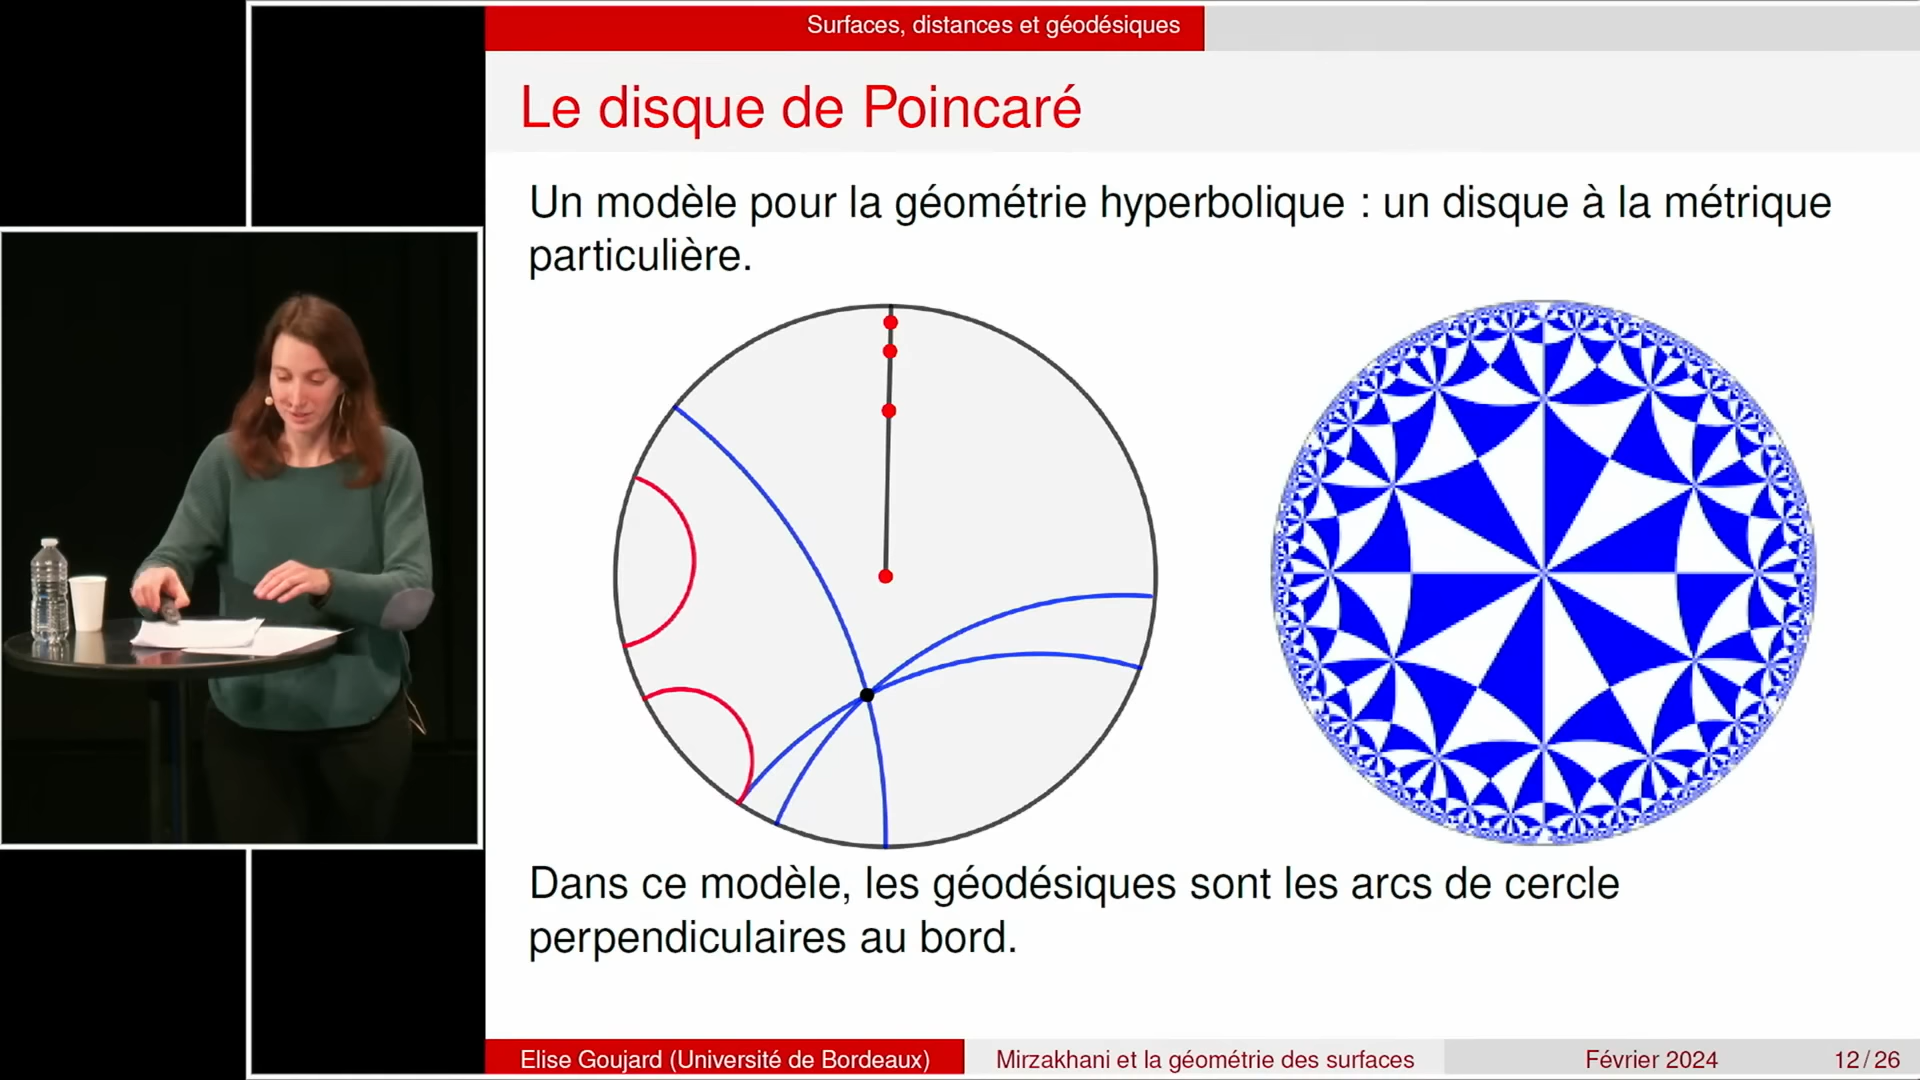 Surfaces, distances et géodésiques
Le disque de Poincaré
Un modèle pour la géométrie hyperbolique : un disque à la métrique
particulière.
Dans ce modèle, les géodésiques sont les arcs de cercle
perpendiculaires au bord.
Elise Goujard (Université de Bordeaux)
Mirzakhani et la géométrie des surfaces
Février 2024
12 / 26